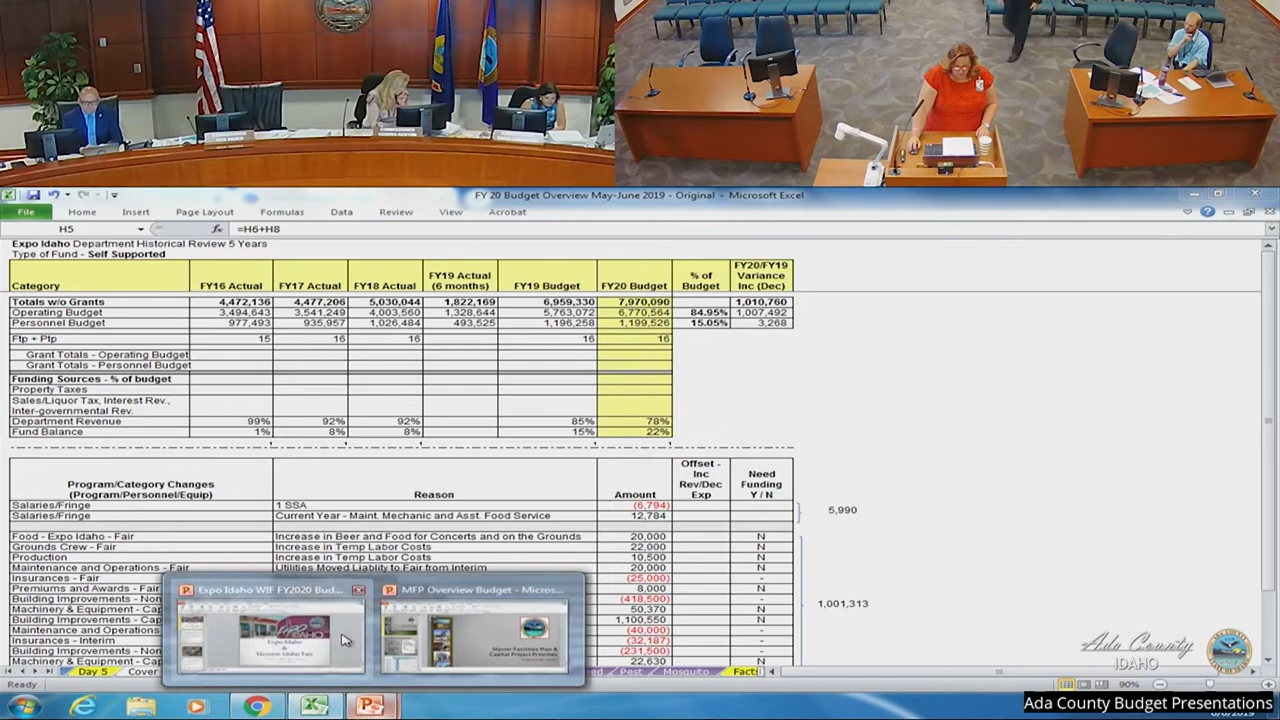 FY 20 Budget Overview May-June 2019 - Original - Microsoft Excel
File Home Insert Page Layout Formulas Data Review View Acrobat
H5 fx =H6+H8
Expo Idaho Department Historical Review 5 Years
Type of Fund - Self Supported
Category FY16 Actual FY17 Actual FY18 Actual FY19 Actual (6 months) FY19 Budget FY20 Budget % of Budget FY20/FY19 Variance Inc (Dec)
Totals w/o Grants 4,472,136 4,477,206 5,030,044 1,822,169 6,959,330 7,970,090 1,010,760
Operating Budget 3,494,643 3,541,249 4,003,560 1,328,644 5,763,072 6,770,564 84.95% 1,007,492
Personnel Budget 977,493 935,957 1,026,484 493,525 1,196,258 1,199,526 15.05% 3,268
Ftp + Ptp 15 16 16 16 16
Grant Totals - Operating Budget
Grant Totals - Personnel Budget
Funding Sources - % of budget
Property Taxes
Sales/Liquor Tax, Interest Rev.,
Inter-governmental Rev.
Department Revenue 99% 92% 92% 85% 78%
Fund Balance 1% 8% 8% 15% 22%
Program/Category Changes (Program/Personnel/Equip) Reason Amount Offset - Inc Rev/Dec Exp Need Funding Y / N
Salaries/Fringe 1 SSA (6,794)
5,990
Salaries/Fringe Current Year - Maint. Mechanic and Asst. Food Service 12,784
Food - Expo Idaho - Fair Increase in Beer and Food for Concerts and on the Grounds 20,000 N
Grounds Crew - Fair Increase in Temp Labor Costs 22,000 N
Production Increase in Temp Labor Costs 10,500 N
Maintenance and Operations - Fair Utilities Moved Liablity to Fair from Interim 20,000 N
Insurances - Fair (25,000) -
Premiums and Awards - Fair 8,000 N
Building Improvements - Non (418,500) -
1,001,313
Machinery & Equipment - Cap 50,370 N
Building Improvements - Cap 1,100,550 N
Maintenance and Operations (40,000) -
Insurances - Interim (32,187) -
Building Improvements - Non (231,500) -
Machinery & Equipment - Cap 22,630 N
Expo Idaho WIF FY2020 Bud...
MFP Overview Budget - Micros...
Expo Idaho
&
Western Idaho Fair
Master Facilities Plan &
Capital Project Priorities
Day 5 Cover Pest Mosquito Facts
Ready 90%
Ada County
IDAHO
Ada County Budget Presentations